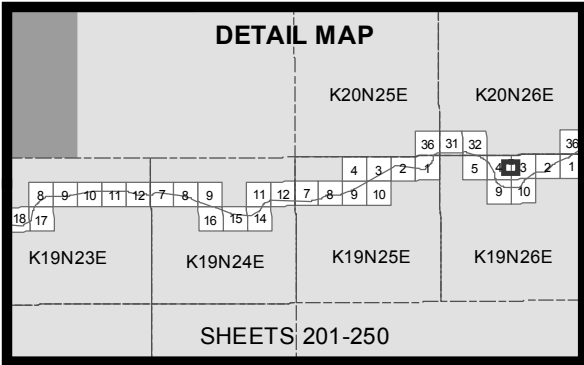 DETAIL MAP
K20N25E K20N26E
36 31 32 36
4 3 2 1 5 4 3 2 1
8 9 10 11 12 7 8 9 11 12 7 8 9 10 9 10
18 17 16 15 14
K19N23E K19N24E K19N25E K19N26E
SHEETS 201-250